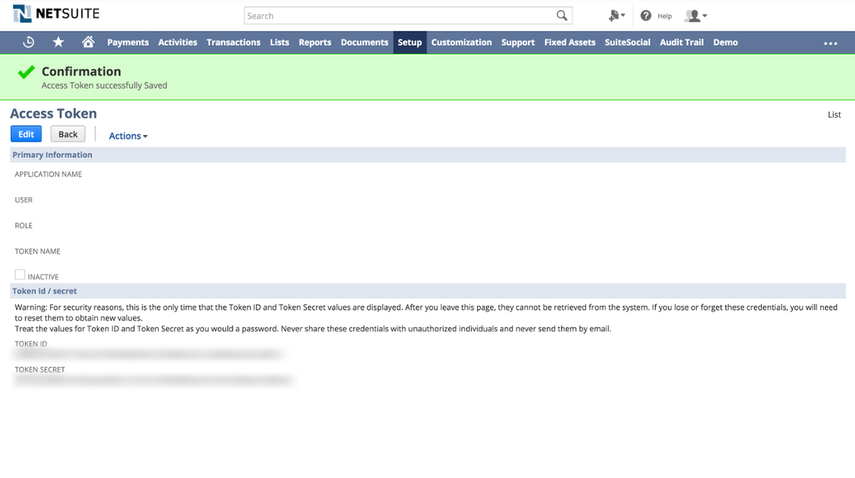 NETSUITE
Search
Help
Payments Activities Transactions Lists Reports Documents Setup Customization Support Fixed Assets SuiteSocial Audit Trail Demo
Confirmation
Access Token successfully Saved
Access Token
List
Edit Back Actions
Primary Information
APPLICATION NAME
USER
ROLE
TOKEN NAME
INACTIVE
Token Id / secret
Warning: For security reasons, this is the only time that the Token ID and Token Secret values are displayed. After you leave this page, they cannot be retrieved from the system. If you lose or forget these credentials, you will need
to reset them to obtain new values.
Treat the values for Token ID and Token Secret as you would a password. Never share these credentials with unauthorized individuals and never send them by email.
TOKEN ID
TOKEN SECRET